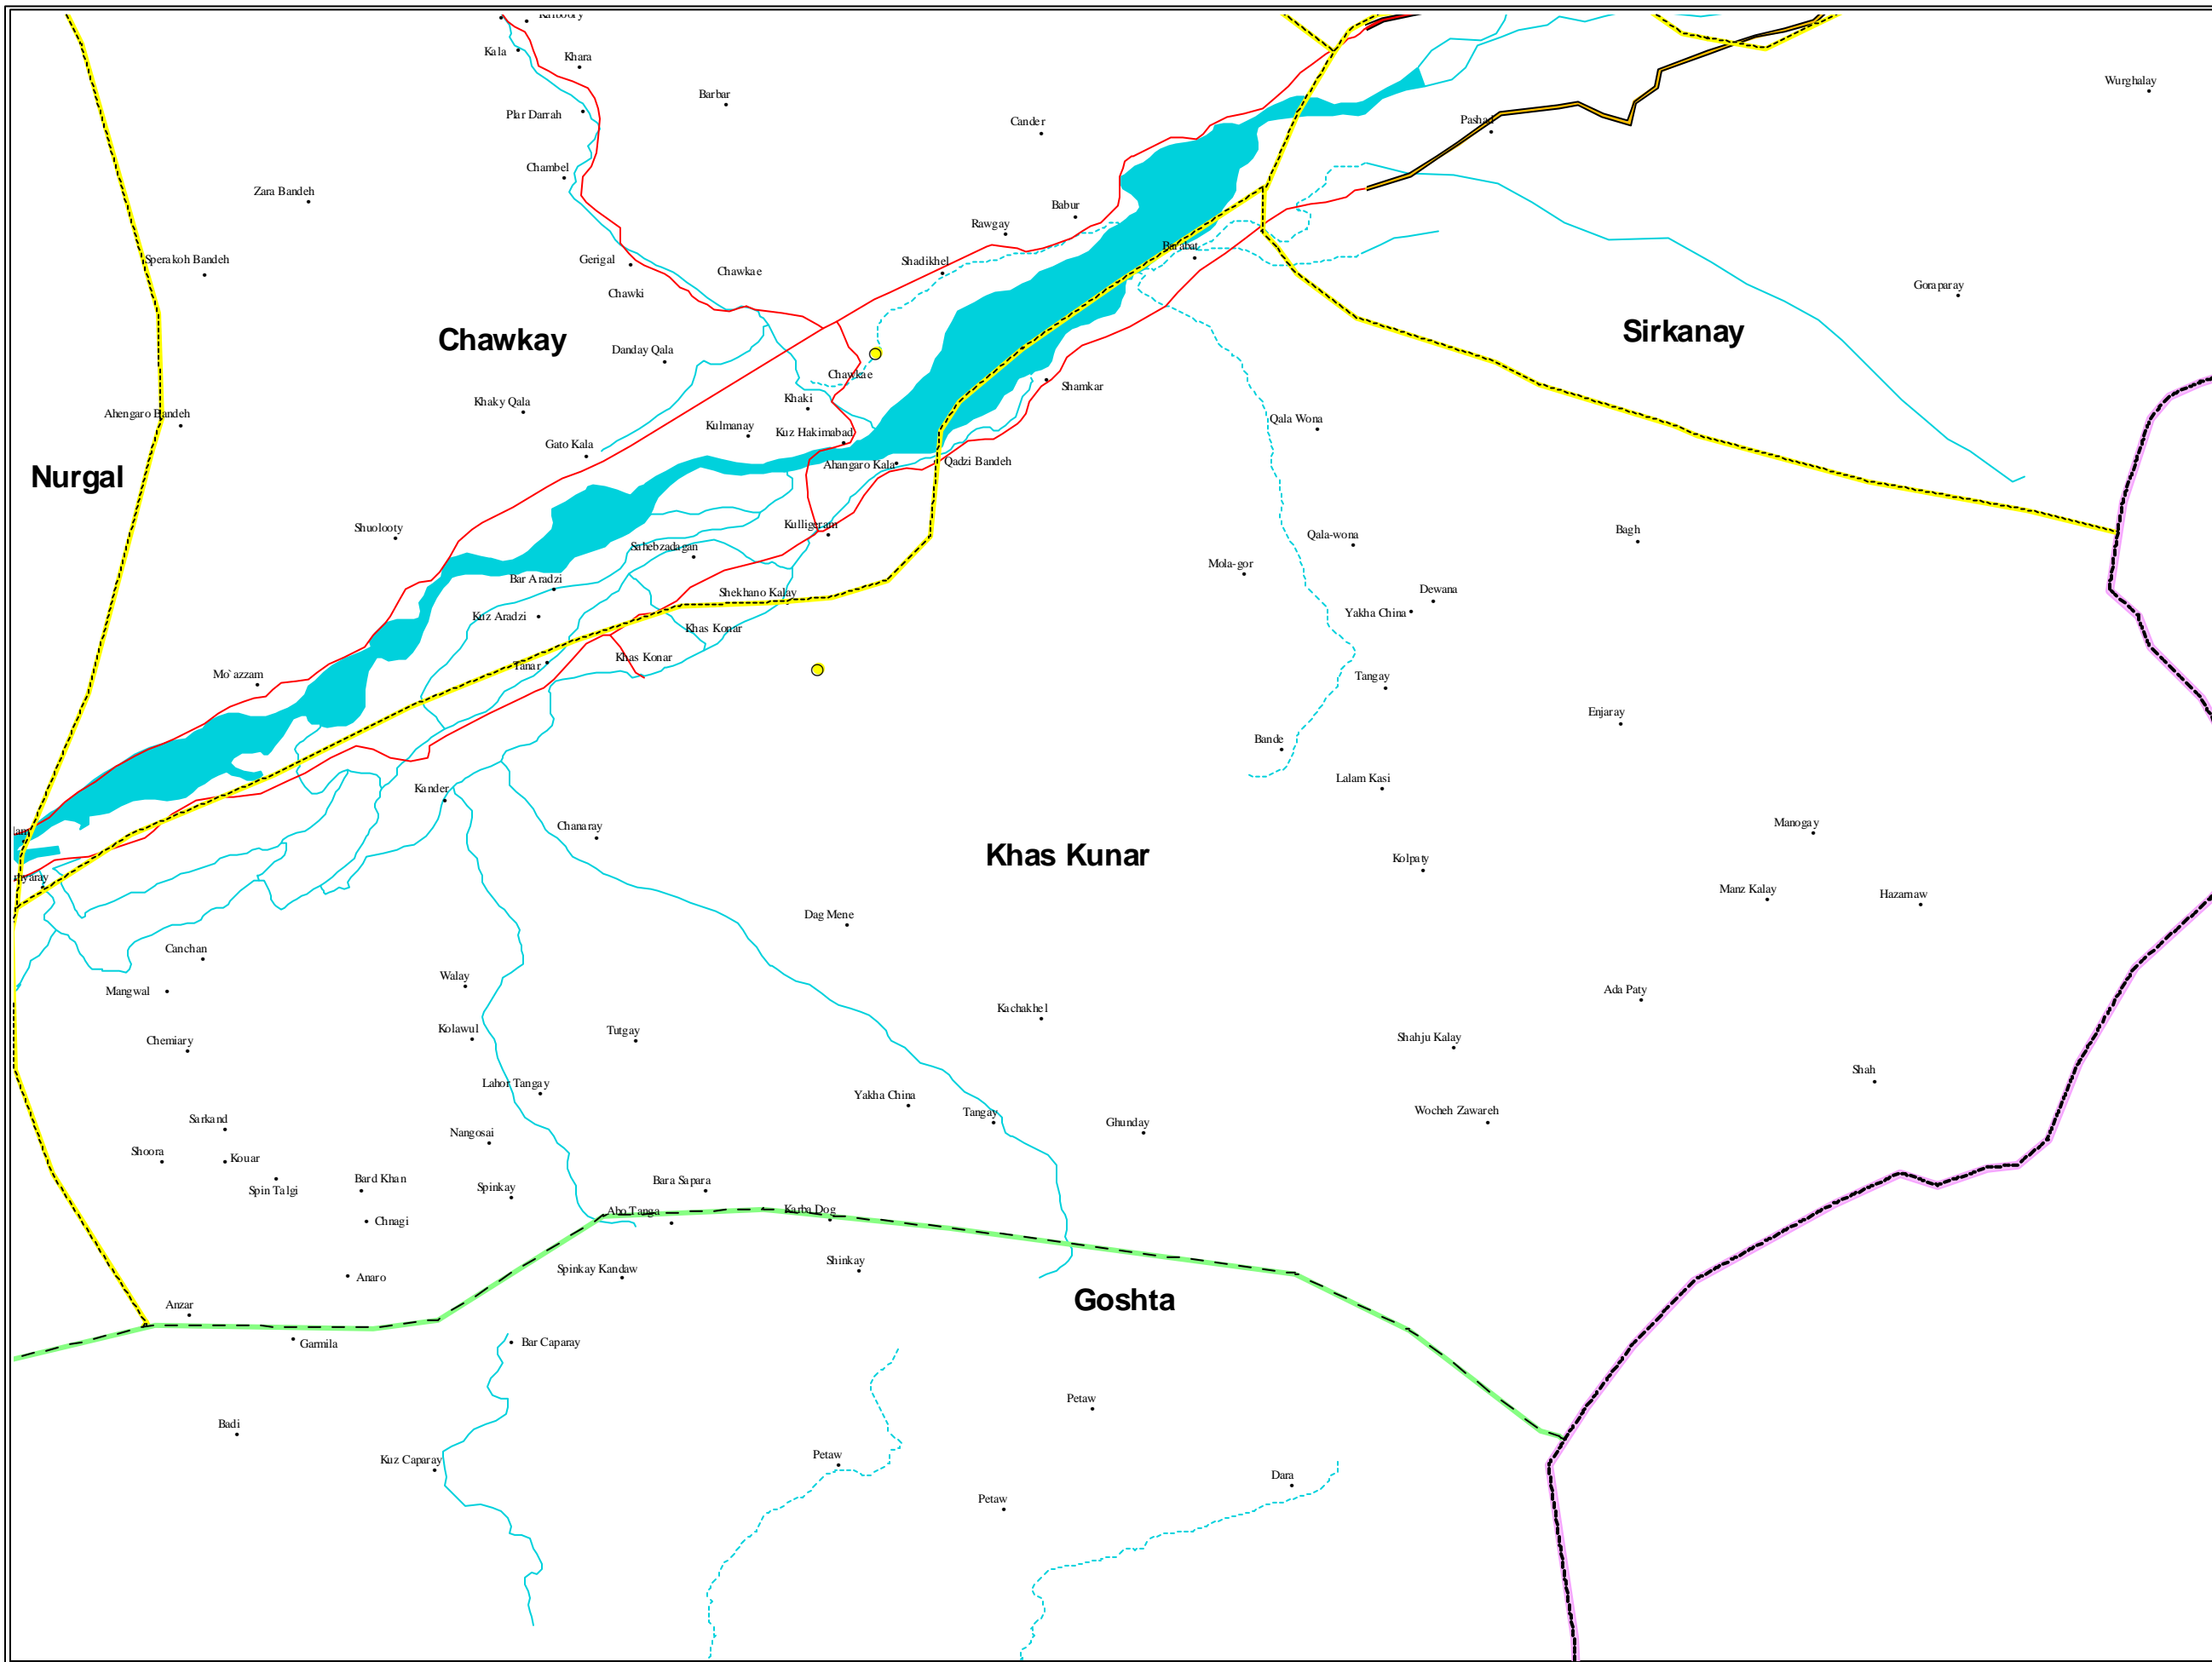 Kala
Khara
Wurghalay
Barbar
Plar Darrah
Cander
Pashad
Chambel
Zara Bandeh
Babur
Rawgay
Barabat
Sperakoh Bandeh
Gerigal
Chawkae
Shadikhel
Chawki
Goraparay
Chawkay
Sirkanay
Danday Qala
Chawkae
Shamkar
Khaky Qala
Khaki
Ahengaro Bandeh
Qala Wona
Kulmanay
Kuz Hakimabad
Gato Kala
Ahangaro Kala
Qadzi Bandeh
Nurgal
Shuolooty
Kulligeram
Bagh
Qala-wona
Sahebzadagan
Mola-gor
Bar Aradzi
Dewana
Shekhano Kalay
Yakha China
Kuz Aradzi
Khas Konar
Khas Konar
Tanar
Mo`azzam
Tangay
Enjaray
Bande
Lalam Kasi
Kander
Chanaray
Manogay
Khas Kunar
Kolpaty
Manz Kalay
Hazarnaw
Dag Mene
Canchan
Walay
Mangwal
Ada Paty
Kachakhel
Kolawul
Tutgay
Shahju Kalay
Chemiary
Shah
Lahor Tangay
Yakha China
Tangay
Wocheh Zawareh
Sarkand
Ghunday
Nangosai
Shoora
Kouar
Bard Khan
Bara Sapara
Spin Talgi
Spinkay
Abo Tanga
Karba Dog
Chnagi
Shinkay
Spinkay Kandaw
Anaro
Goshta
Anzar
Garmila
Bar Caparay
Petaw
Badi
Petaw
Kuz Caparay
Dara
Petaw